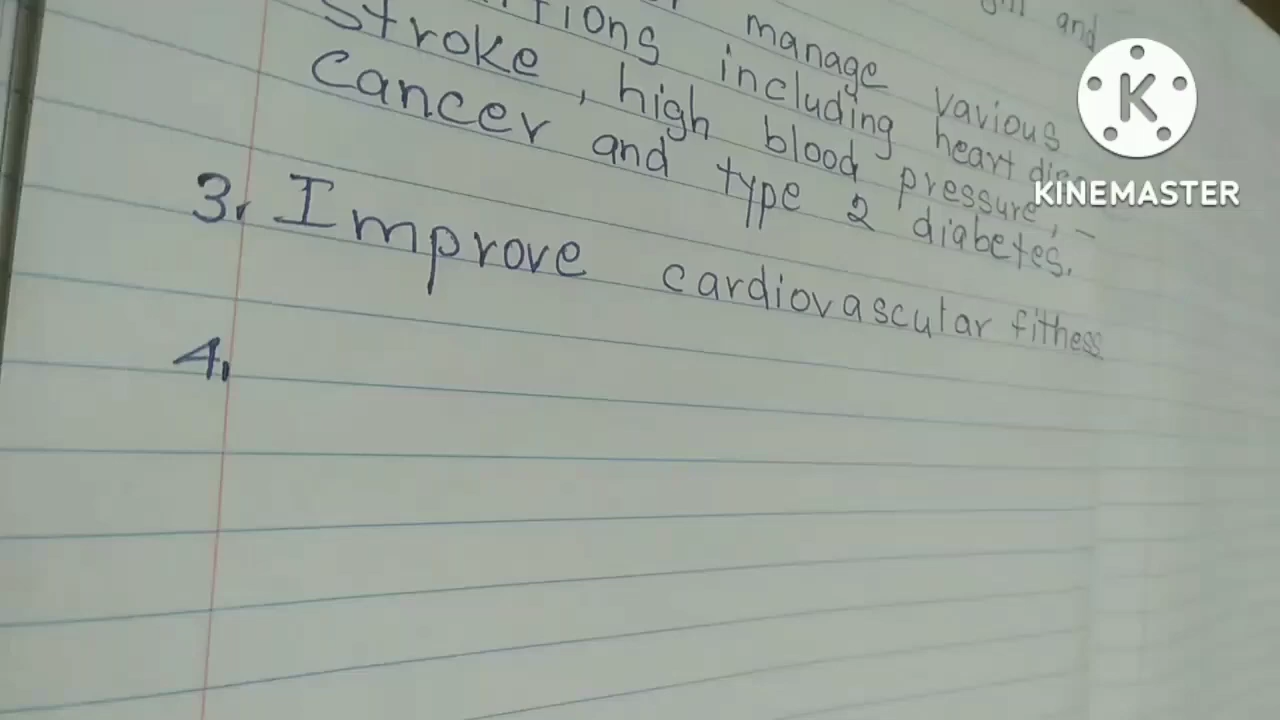 and
manage various
including heart
stroke, high blood pressure, -
cancer and type 2 diabetes.
3. Improve cardiovascular fitness
4.
K
KINEMASTER